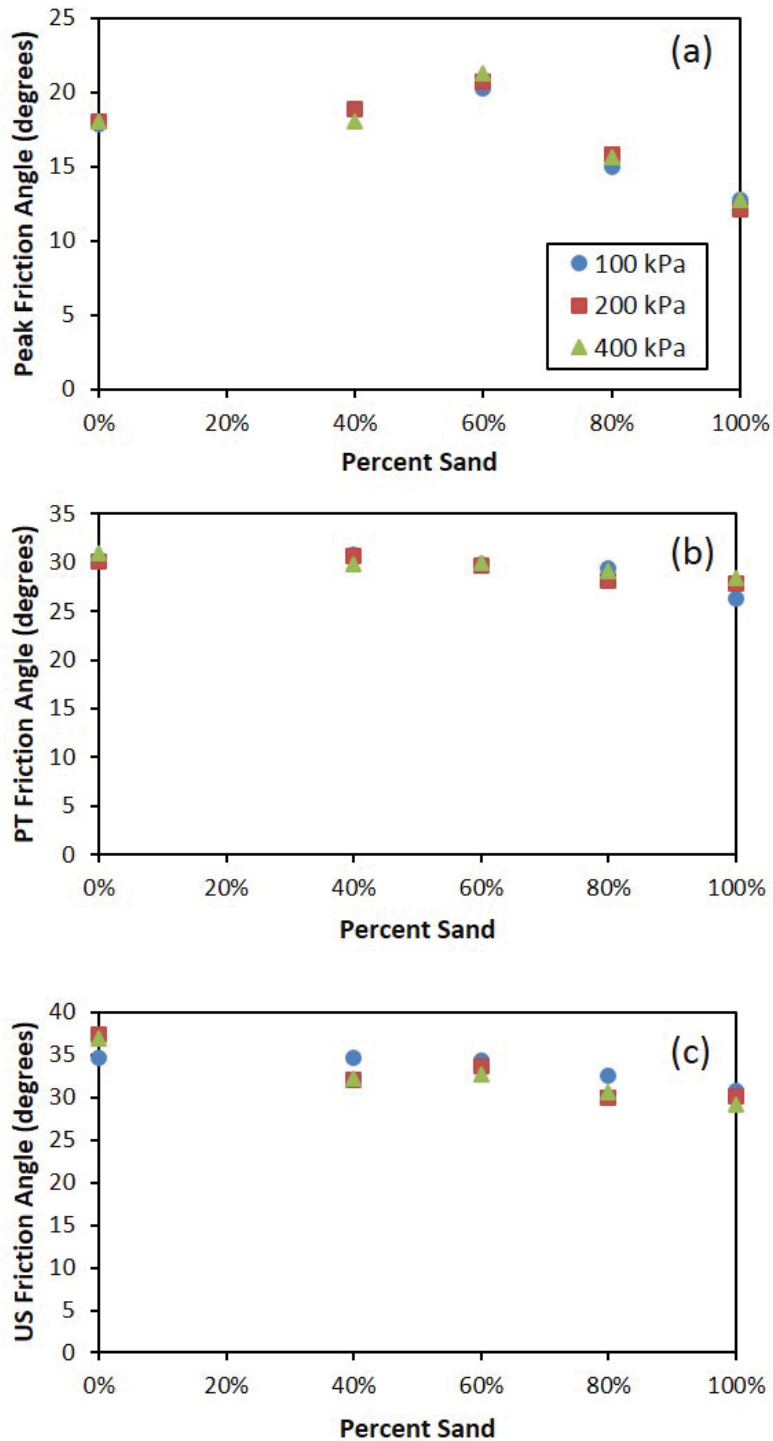 25
(a)
20
15
10
5
0
Peak Friction Angle (degrees)
100 kPa
200 kPa
400 kPa
0% 20% 40% 60% 80% 100%
Percent Sand
35
(b)
30
25
20
15
10
5
0
PT Friction Angle (degrees)
0% 20% 40% 60% 80% 100%
Percent Sand
40
(c)
35
30
25
20
15
10
5
0
US Friction Angle (degrees)
0% 20% 40% 60% 80% 100%
Percent Sand